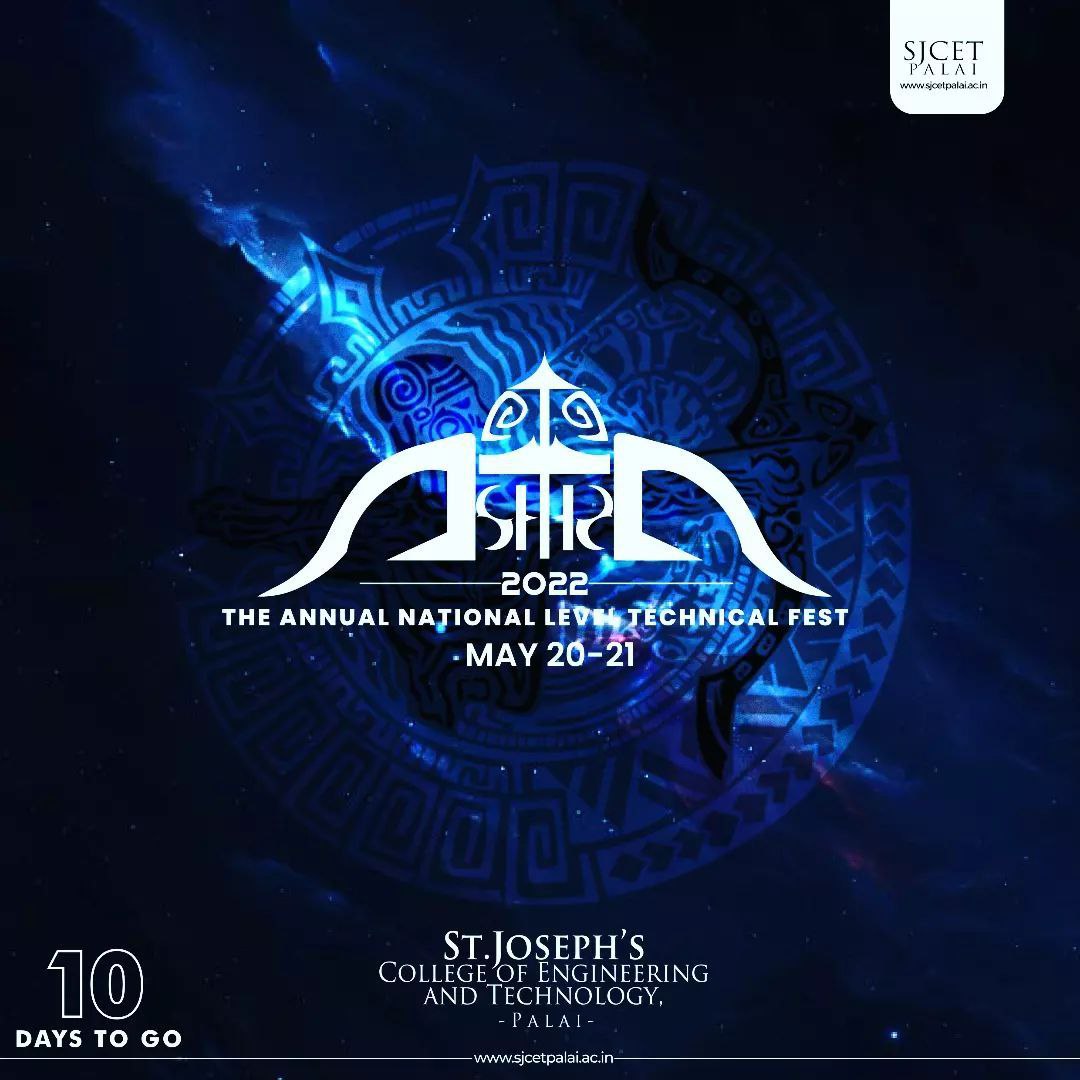 SJCET
PALAI
www.sjcetpalai.ac.in
ASTHRA
2022
THE ANNUAL NATIONAL LEVEL TECHNICAL FEST
MAY 20-21
ST.JOSEPH'S
COLLEGE OF ENGINEERING
AND TECHNOLOGY,
-PALAI-
10
DAYS TO GO
www.sjcetpalai.ac.in